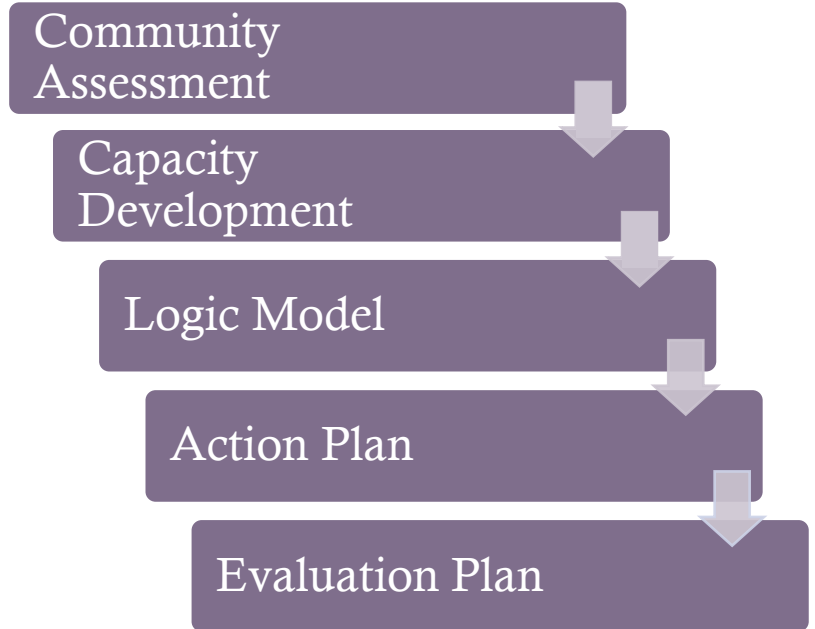 Community
Assessment
Capacity
Development
Logic Model
Action Plan
Evaluation Plan